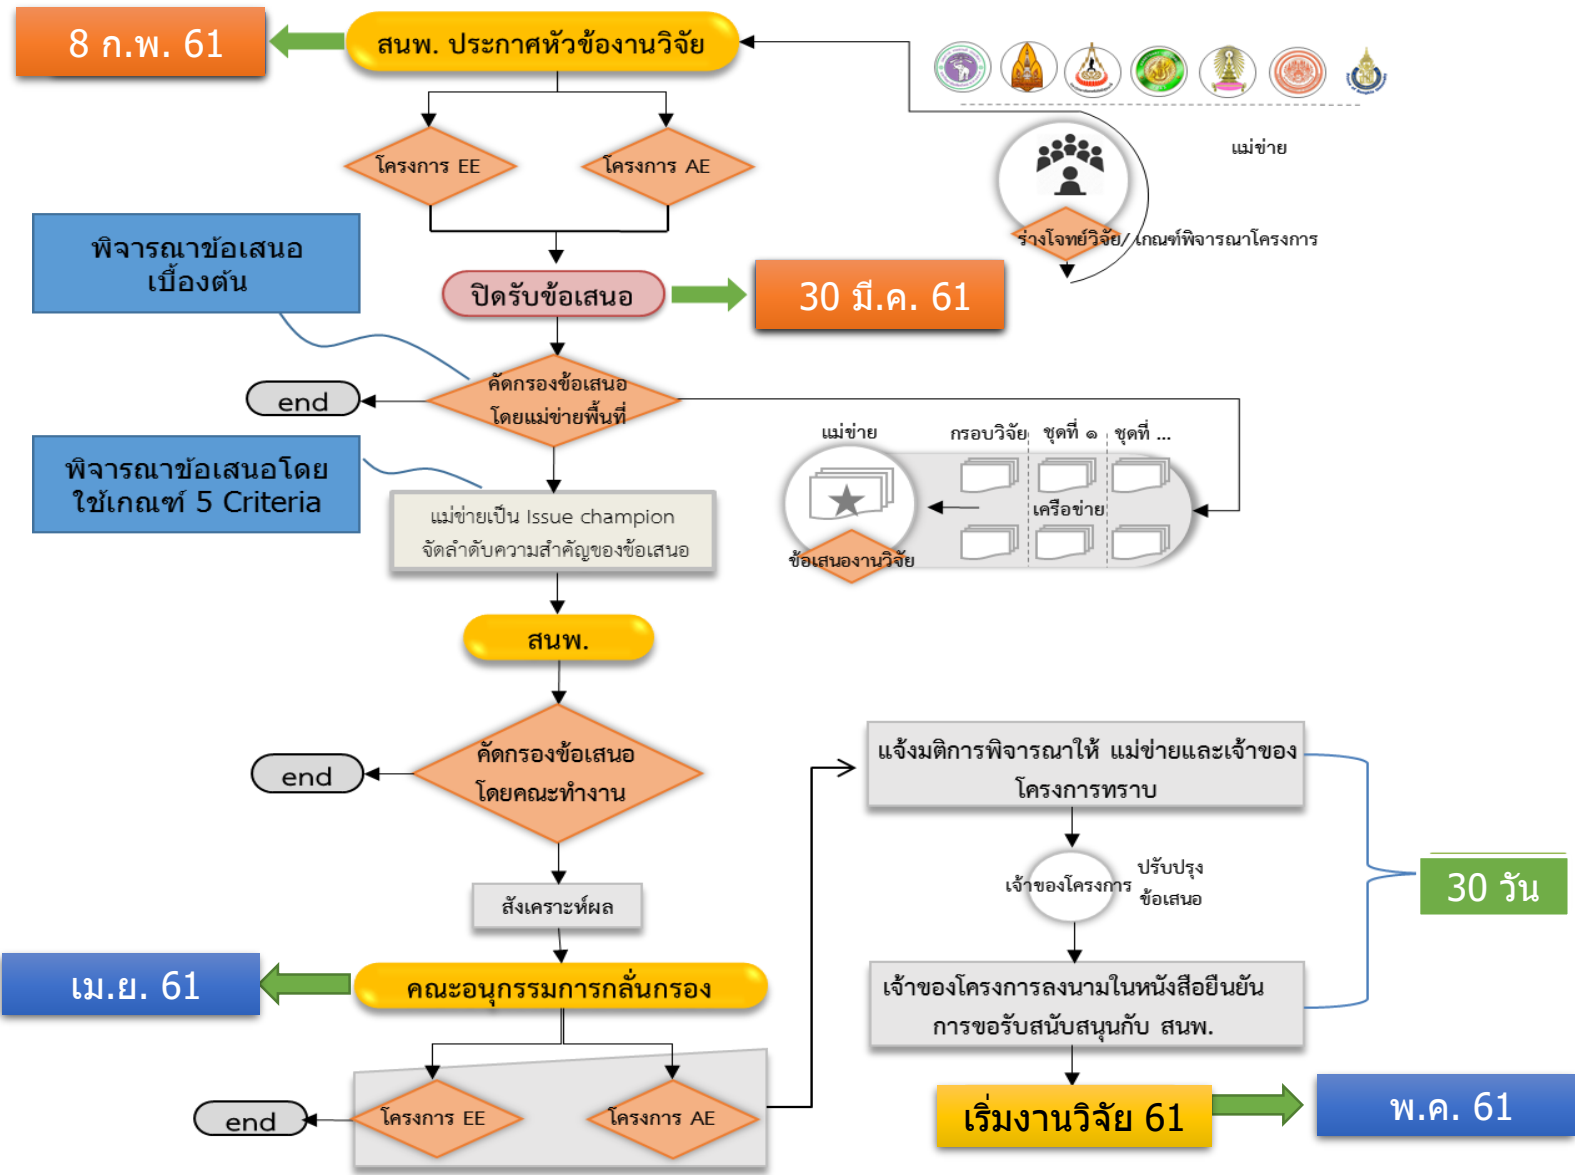 8 ก.พ. 61
สนพ. ประกาศหัวข้องานวิจัย
แม่ข่าย
โครงการ EE
โครงการ AE
ร่างโจทย์วิจัย/ เกณฑ์พิจารณาโครงการ
พิจารณาข้อเสนอ
เบื้องต้น
ปิดรับข้อเสนอ
30 มี.ค. 61
คัดกรองข้อเสนอ
โดยแม่ข่ายพื้นที่
end
แม่ข่าย
กรอบวิจัย
ชุดที่ ๑
ชุดที่ ...
เครือข่าย
ข้อเสนองานวิจัย
พิจารณาข้อเสนอโดย
ใช้เกณฑ์ 5 Criteria
แม่ข่ายเป็น Issue champion
จัดลำดับความสำคัญของข้อเสนอ
สนพ.
คัดกรองข้อเสนอ
โดยคณะทำงาน
end
สังเคราะห์ผล
เม.ย. 61
คณะอนุกรรมการกลั่นกรอง
โครงการ EE
โครงการ AE
end
แจ้งมติการพิจารณาให้ แม่ข่ายและเจ้าของ
โครงการทราบ
เจ้าของโครงการ
ปรับปรุง
ข้อเสนอ
30 วัน
เจ้าของโครงการลงนามในหนังสือยืนยัน
การขอรับสนับสนุนกับ สนพ.
เริ่มงานวิจัย 61
พ.ค. 61